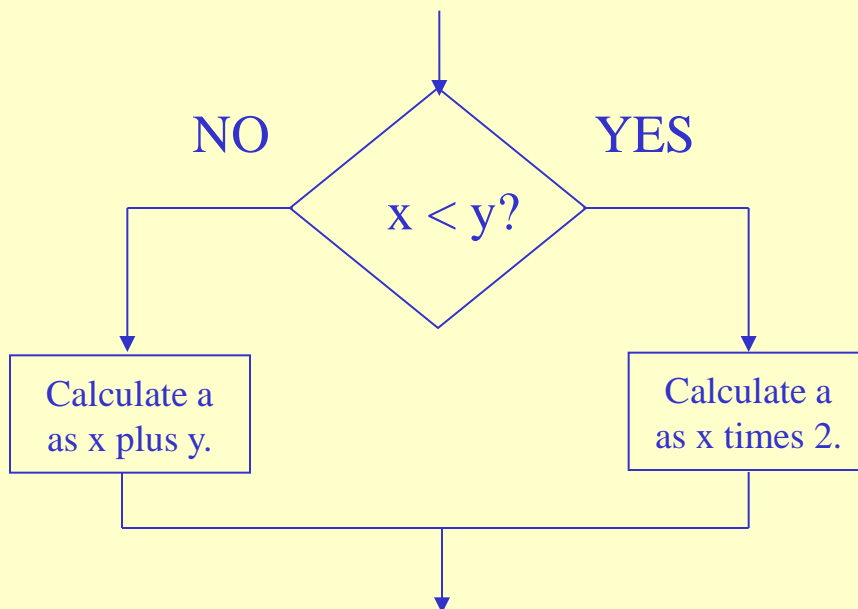 NO
YES
x < y?
Calculate a
as x plus y.
Calculate a
as x times 2.